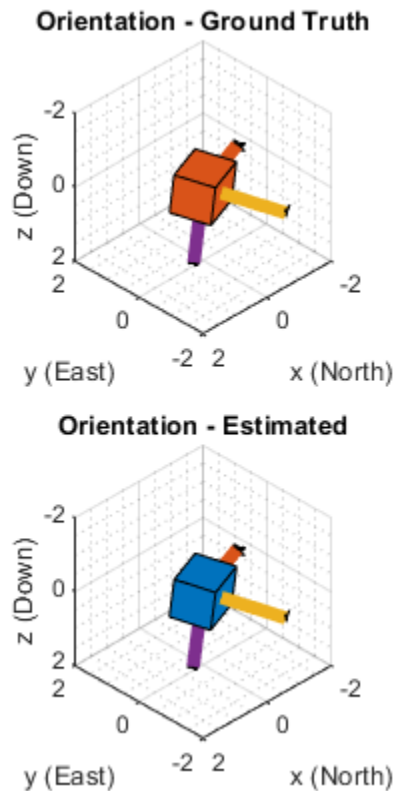 Orientation - Ground Truth
-2
0
2
z (Down)
2
0
-2
y (East)
2
0
-2
x (North)
Orientation - Estimated
-2
0
2
z (Down)
2
0
-2
y (East)
2
0
-2
x (North)